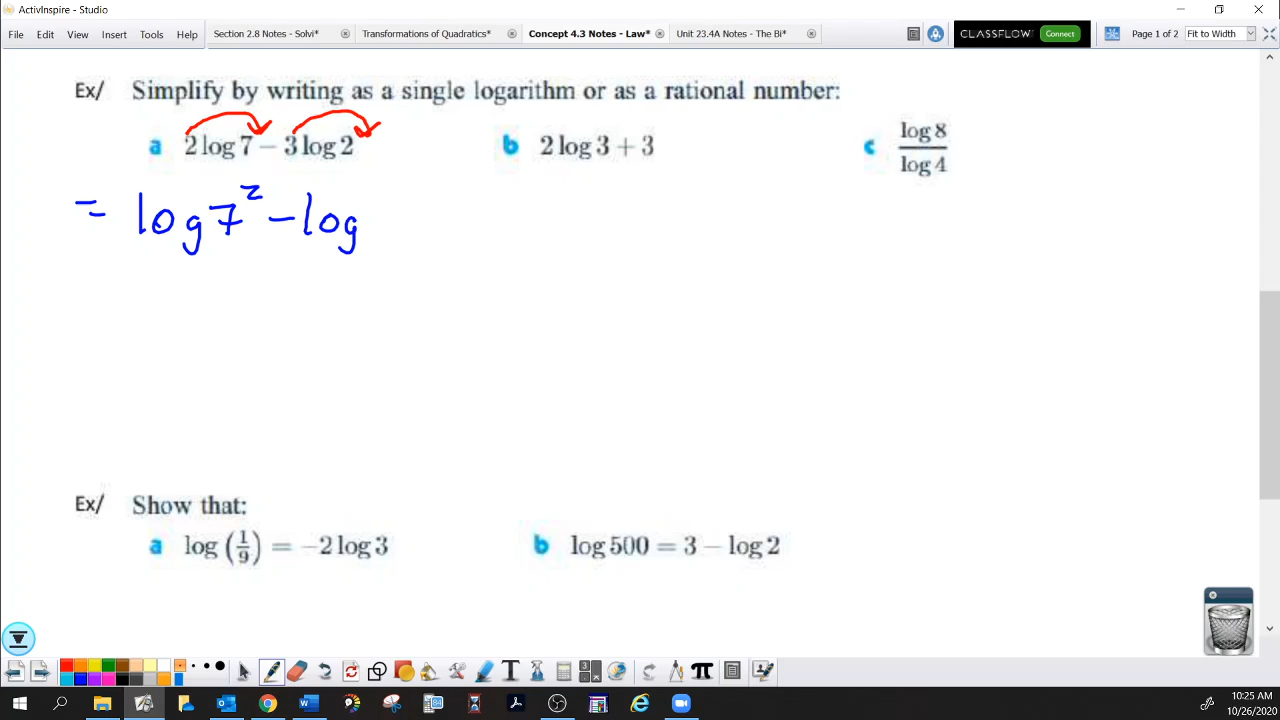 ActivInspire - Studio
File Edit View Insert Tools Help Section 2.8 Notes - Solvi* Transformations of Quadratics* Concept 4.3 Notes - Law* Unit 23.4A Notes - The Bi* CLASSFLOW Connect Page 1 of 2 Fit to Width
Ex/ Simplify by writing as a single logarithm or as a rational number:
a 2 log 7 − 3 log 2 b 2 log 3 + 3 c log 8 / log 4
= log 7² − log
Ex/ Show that:
a log (1/9) = −2 log 3 b log 500 = 3 − log 2
10:25 AM
10/26/2020